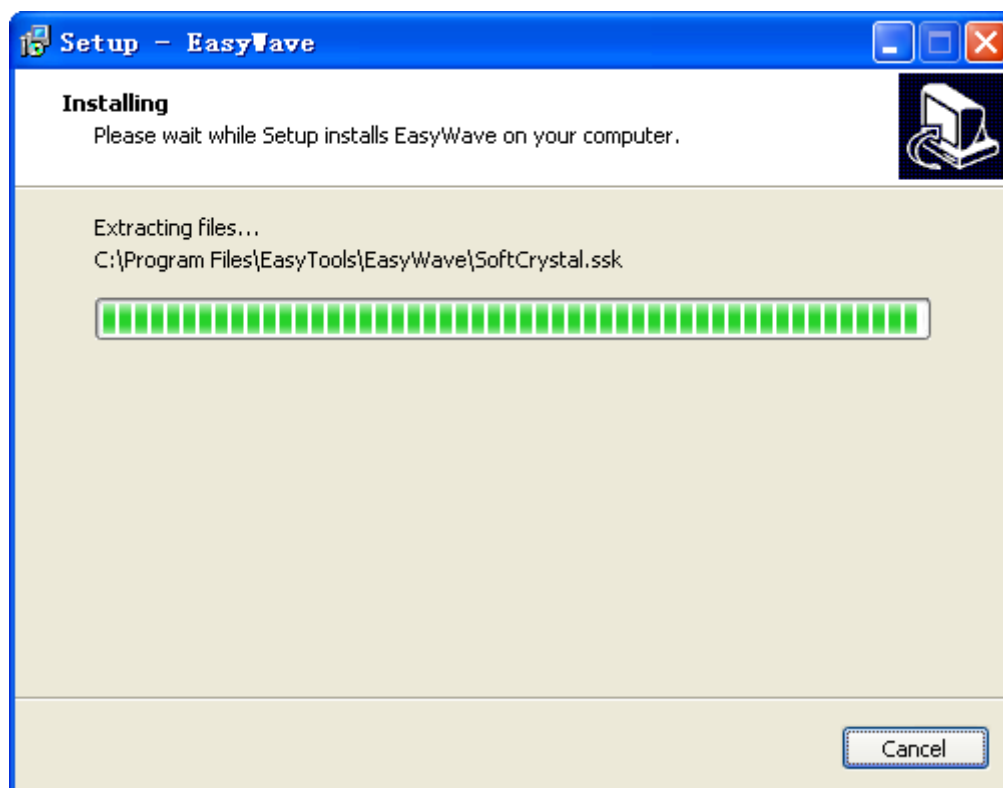 Setup - EasyWave
Installing
Please wait while Setup installs EasyWave on your computer.
Extracting files...
C:\Program Files\EasyTools\EasyWave\SoftCrystal.ssk
Cancel